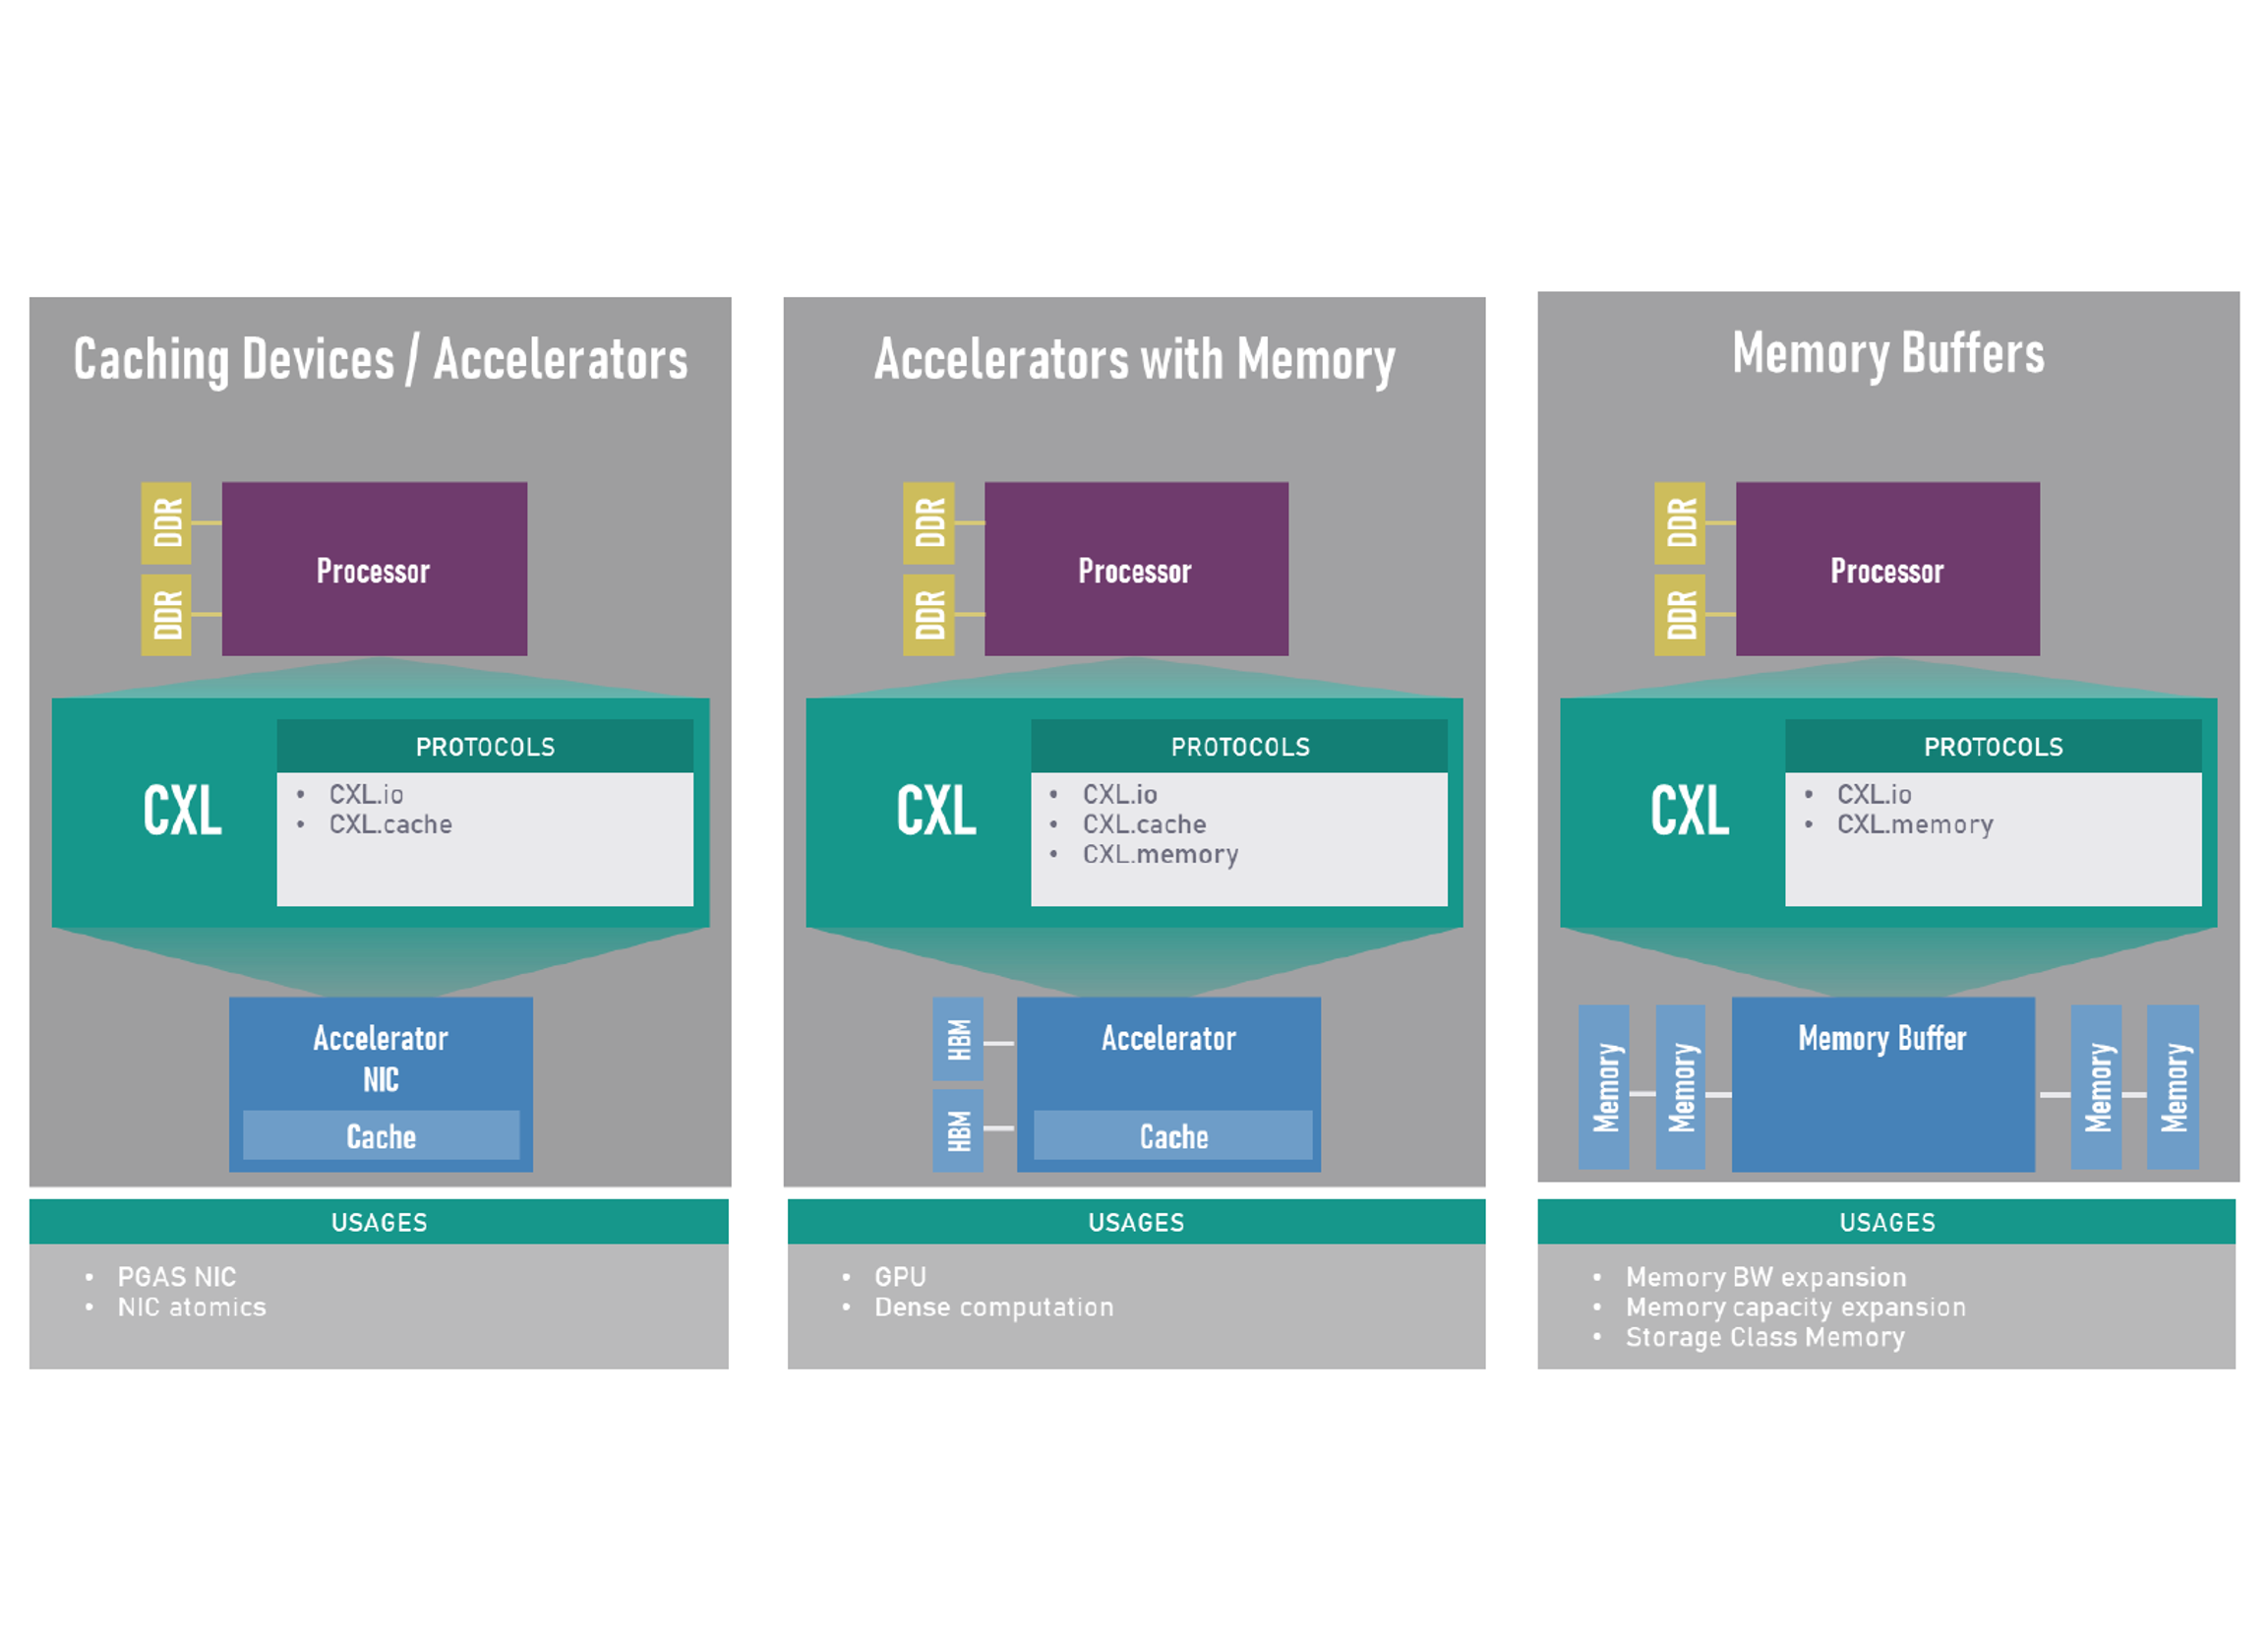 Caching Devices / Accelerators
DDR
DDR
Processor
CXL
PROTOCOLS
• CXL.io
• CXL.cache
Accelerator
NIC
Cache
USAGES
• PGAS NIC
• NIC atomics
Accelerators with Memory
DDR
DDR
Processor
CXL
PROTOCOLS
• CXL.io
• CXL.cache
• CXL.memory
HBM
HBM
Accelerator
Cache
USAGES
• GPU
• Dense computation
Memory Buffers
DDR
DDR
Processor
CXL
PROTOCOLS
• CXL.io
• CXL.memory
Memory
Memory
Memory Buffer
Memory
Memory
USAGES
• Memory BW expansion
• Memory capacity expansion
• Storage Class Memory